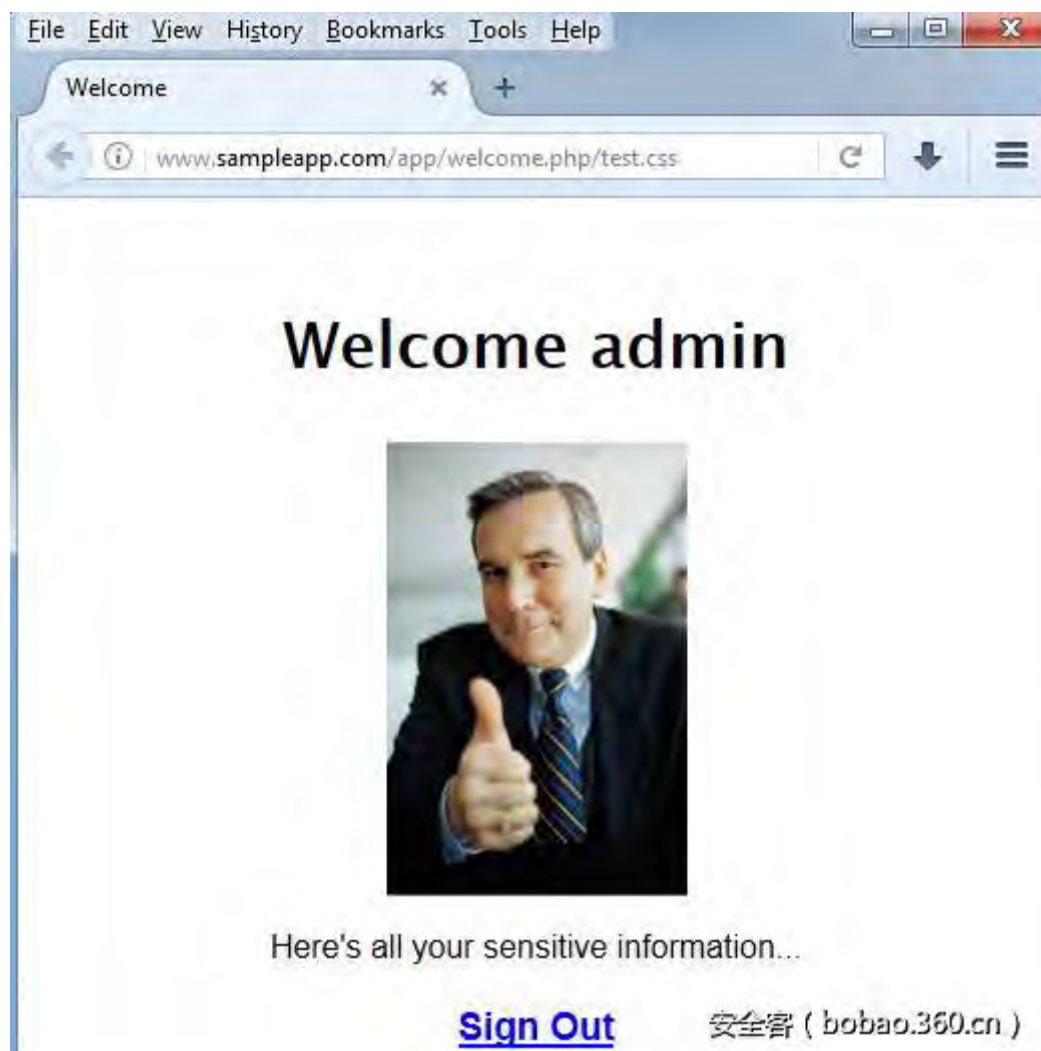 File Edit View History Bookmarks Tools Help
Welcome
www.sampleapp.com/app/welcome.php/test.css
Welcome admin
Here's all your sensitive information...
Sign Out
安全客 ( bobao.360.cn )